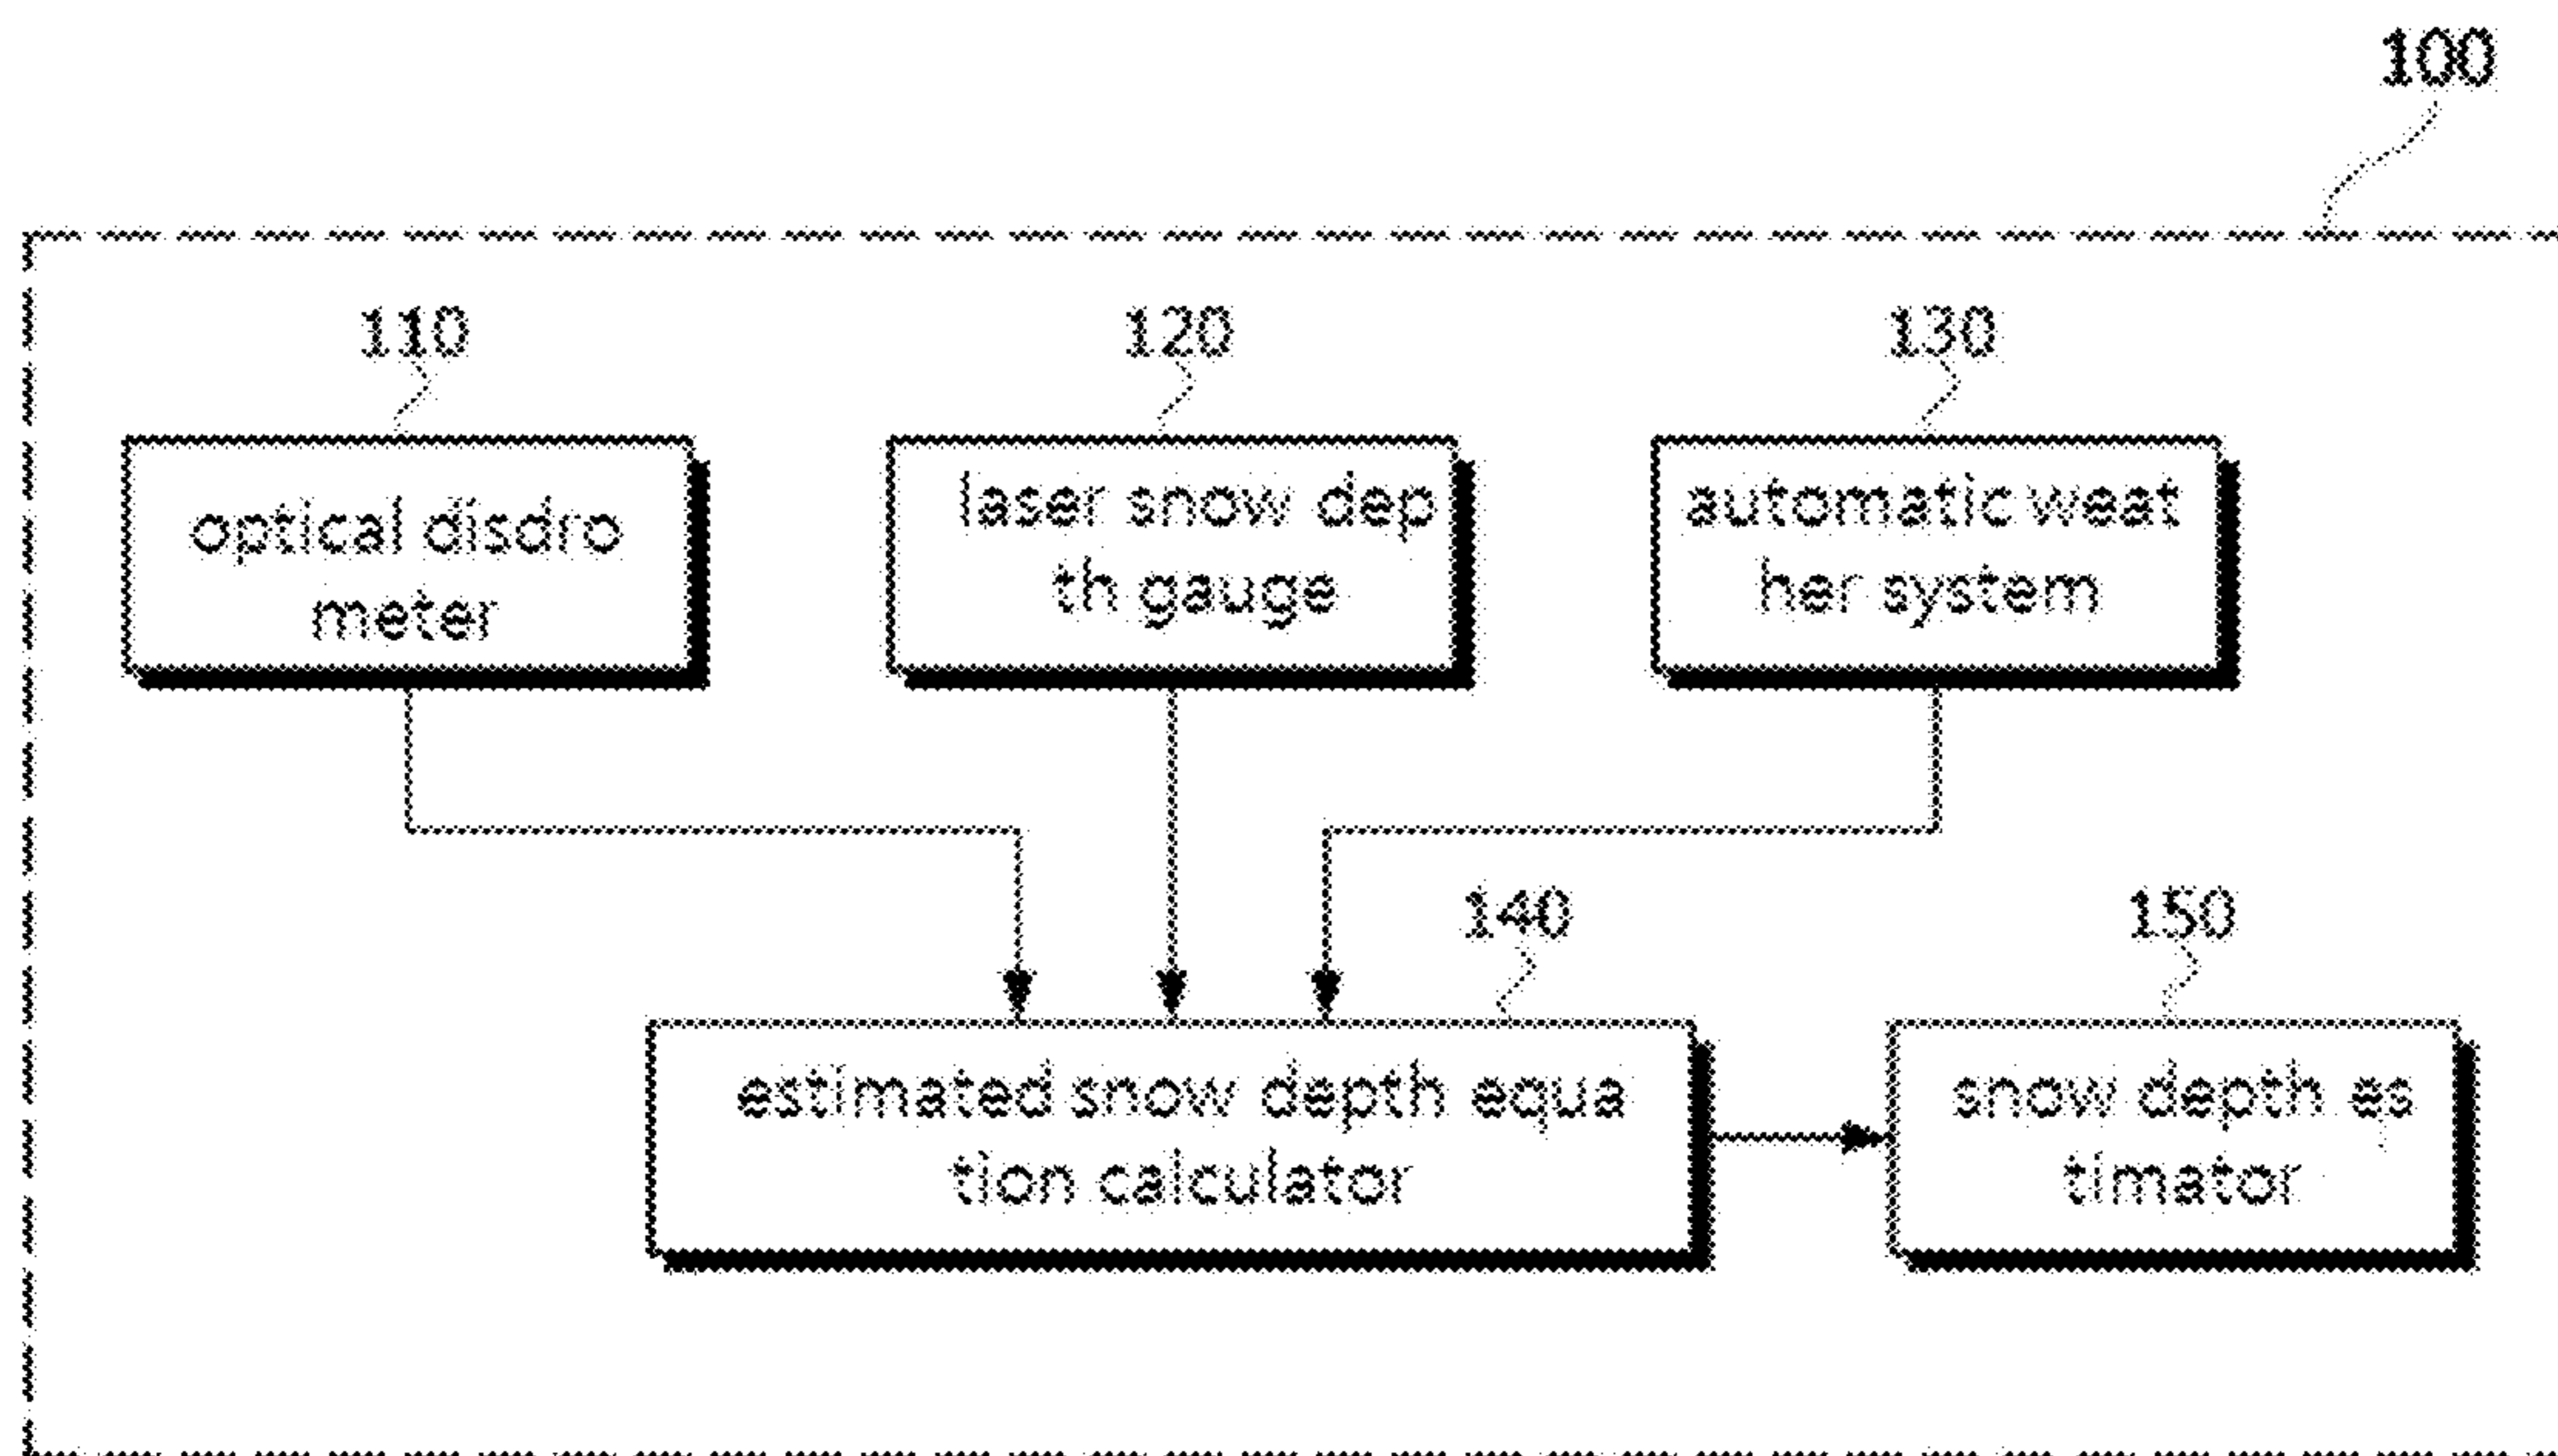 100
110
120
130
optical disdro
meter
laser snow dep
th gauge
automatic weat
her system
140
150
estimated snow depth equa
tion calculator
snow depth es
timator